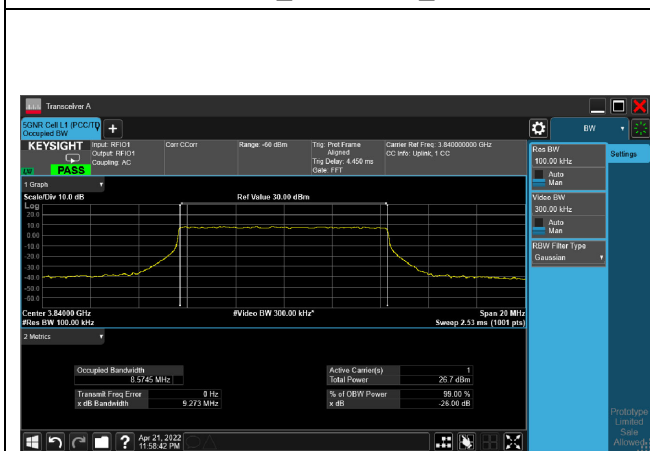 Transceiver A
5GNR Cell L1 (PCC/TD
Occupied BW
+
BW
KEYSIGHT
PASS
Input: RFIO1
Output: RFIO1
Coupling: AC
Corr CCorr
Range: -60 dBm
Trig: Prot Frame
Aligned
Trig Delay: 4.450 ms
Gate: FFT
Carrier Ref Freq: 3.840000000 GHz
CC Info: Uplink, 1 CC
Res BW
100.00 kHz
Auto
Man
Settings
Video BW
300.00 kHz
Auto
Man
RBW Filter Type
Gaussian
1 Graph
Scale/Div 10.0 dB
Ref Value 30.00 dBm
Log
20.0
10.0
0.00
-10.0
-20.0
-30.0
-40.0
-50.0
-60.0
Center 3.84000 GHz
#Video BW 300.00 kHz*
Span 20 MHz
#Res BW 100.00 kHz
Sweep 2.53 ms (1001 pts)
2 Metrics
Occupied Bandwidth
8.5745 MHz
Active Carrier(s) 1
Total Power 26.7 dBm
Transmit Freq Error 0 Hz
x dB Bandwidth 9.273 MHz
% of OBW Power 99.00 %
x dB -26.00 dB
Prototype
Limited
Sale
Allowed
?
Apr 21, 2022
11:58:42 PM